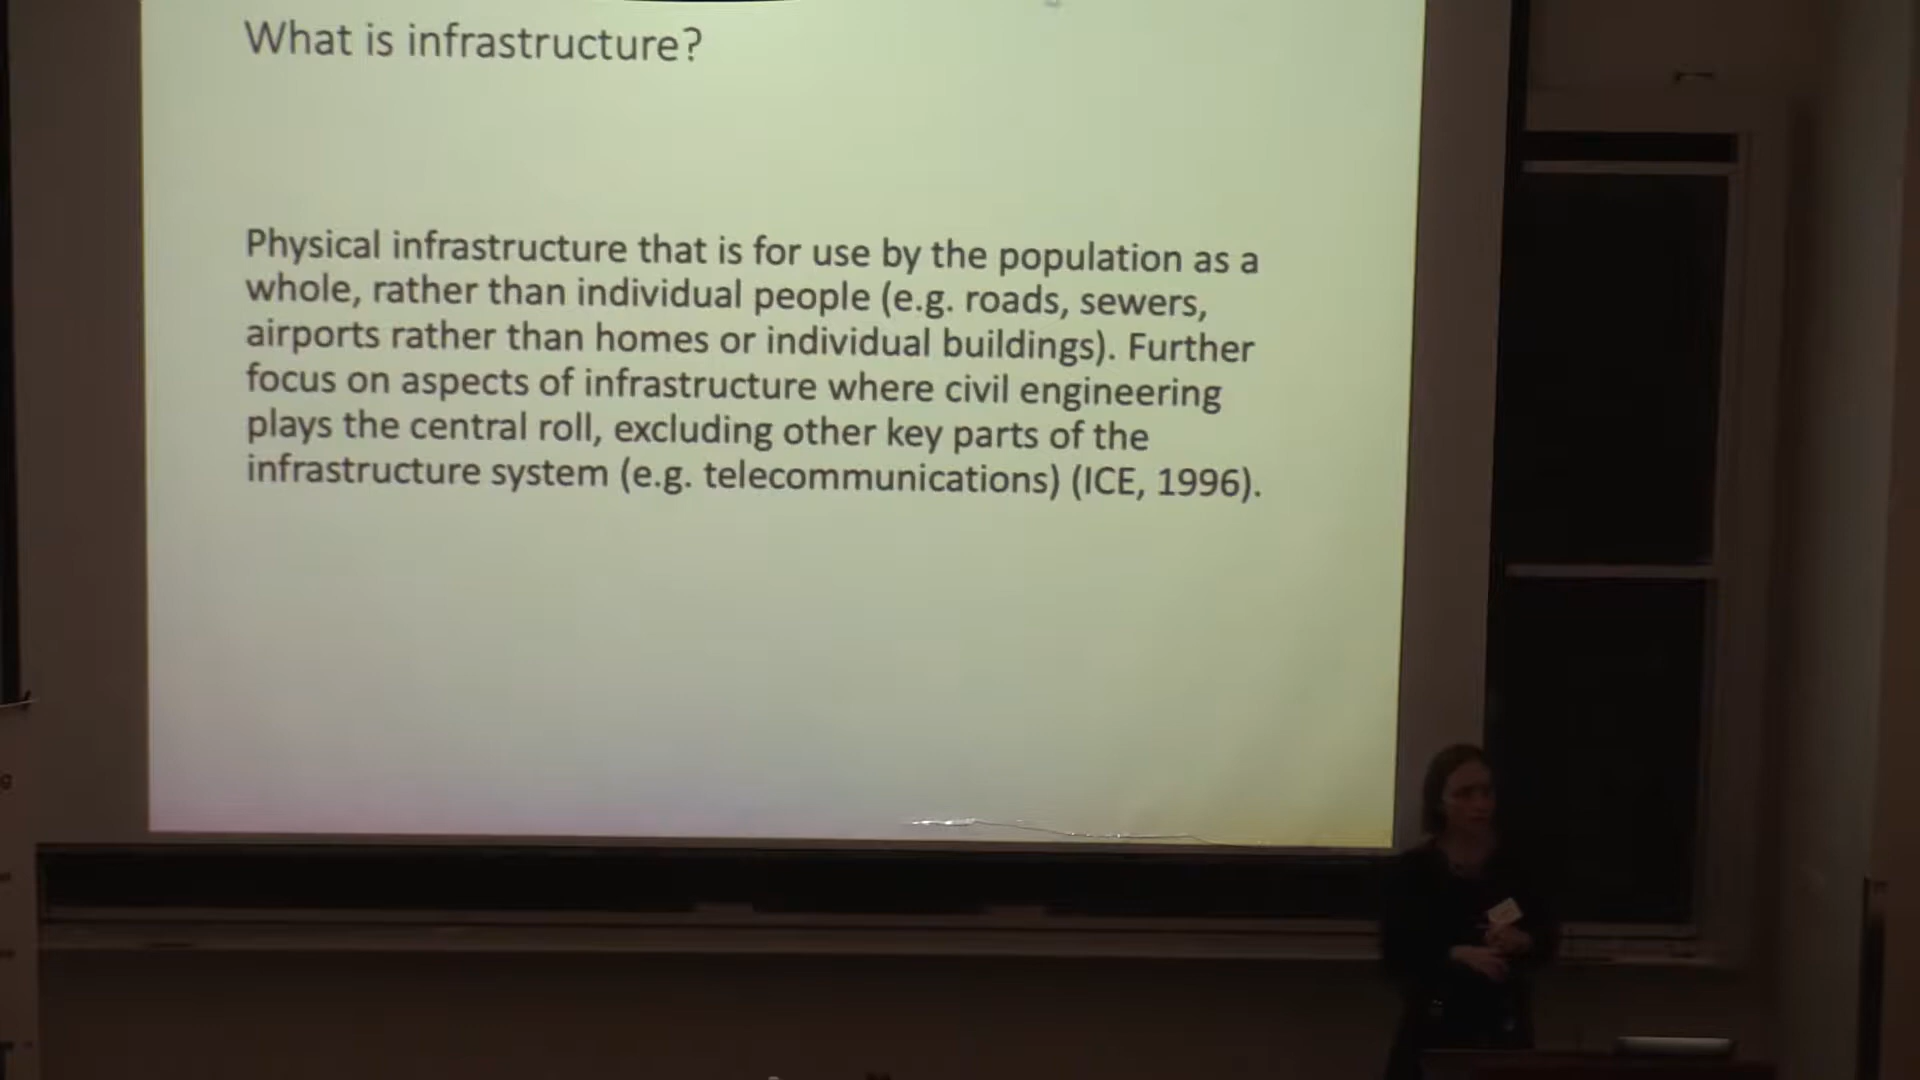 What is infrastructure?
Physical infrastructure that is for use by the population as a
whole, rather than individual people (e.g. roads, sewers,
airports rather than homes or individual buildings). Further
focus on aspects of infrastructure where civil engineering
plays the central roll, excluding other key parts of the
infrastructure system (e.g. telecommunications) (ICE, 1996).